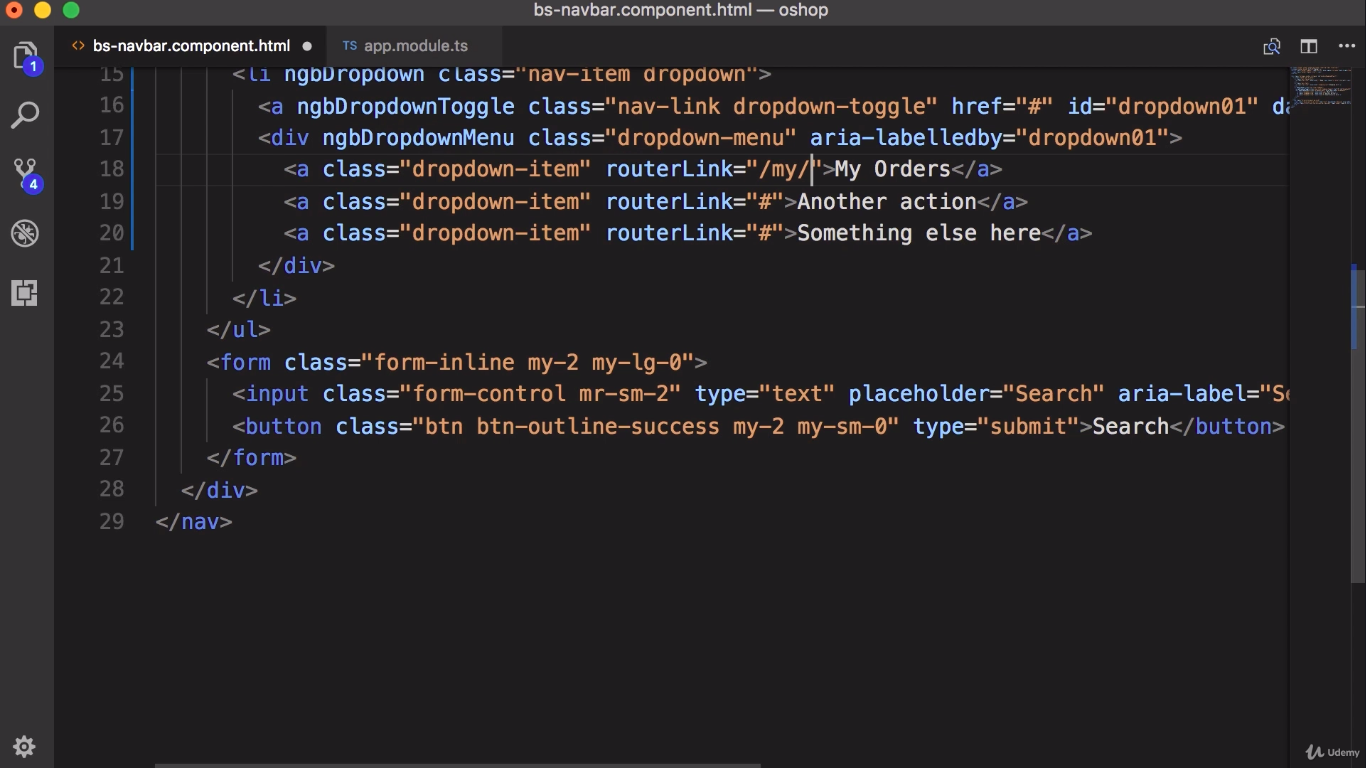 bs-navbar.component.html — oshop
<> bs-navbar.component.html ● TS app.module.ts
1
4
15 <li ngbDropdown class="nav-item dropdown">
16 <a ngbDropdownToggle class="nav-link dropdown-toggle" href="#" id="dropdown01" da
17 <div ngbDropdownMenu class="dropdown-menu" aria-labelledby="dropdown01">
18 <a class="dropdown-item" routerLink="/my/">My Orders</a>
19 <a class="dropdown-item" routerLink="#">Another action</a>
20 <a class="dropdown-item" routerLink="#">Something else here</a>
21 </div>
22 </li>
23 </ul>
24 <form class="form-inline my-2 my-lg-0">
25 <input class="form-control mr-sm-2" type="text" placeholder="Search" aria-label="Se
26 <button class="btn btn-outline-success my-2 my-sm-0" type="submit">Search</button>
27 </form>
28 </div>
29 </nav>
Udemy